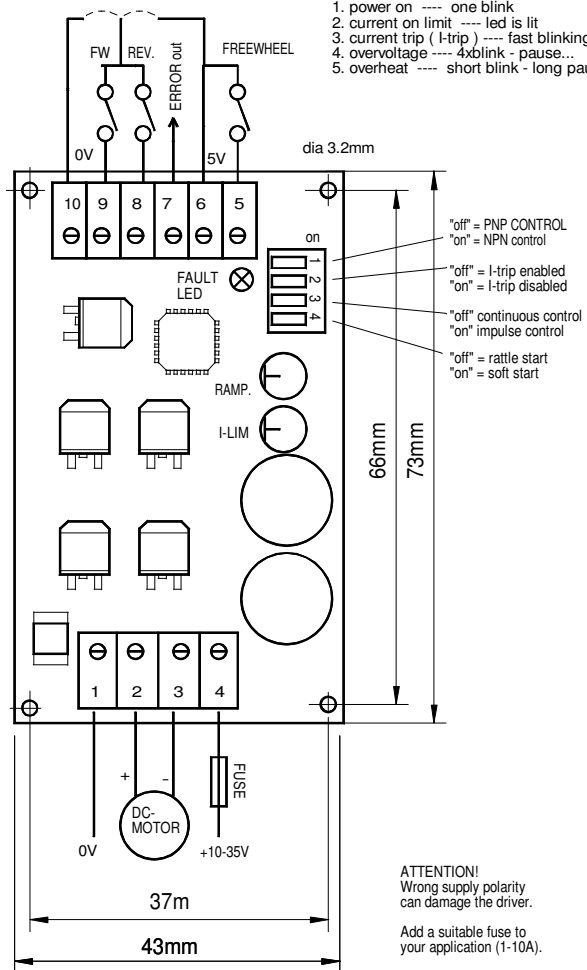 1. power on ---- one blink
2. current on limit ---- led is lit
3. current trip ( I-trip ) ---- fast blinking
4. overvoltage ---- 4xblink - pause...
5. overheat ---- short blink - long pau
FW REV. ERROR out FREEWHEEL
0V 5V
dia 3.2mm
10 9 8 7 6 5
on
1
2
3
4
FAULT
LED
"off" = PNP CONTROL
"on" = NPN control
"off" = I-trip enabled
"on" = I-trip disabled
"off" continuous control
"on" impulse control
"off" = rattle start
"on" = soft start
RAMP.
I-LIM
66mm
73mm
1 2 3 4
+ -
FUSE
DC-
MOTOR
0V
+10-35V
37m
43mm
ATTENTION!
Wrong supply polarity
can damage the driver.
Add a suitable fuse to
your application (1-10A).